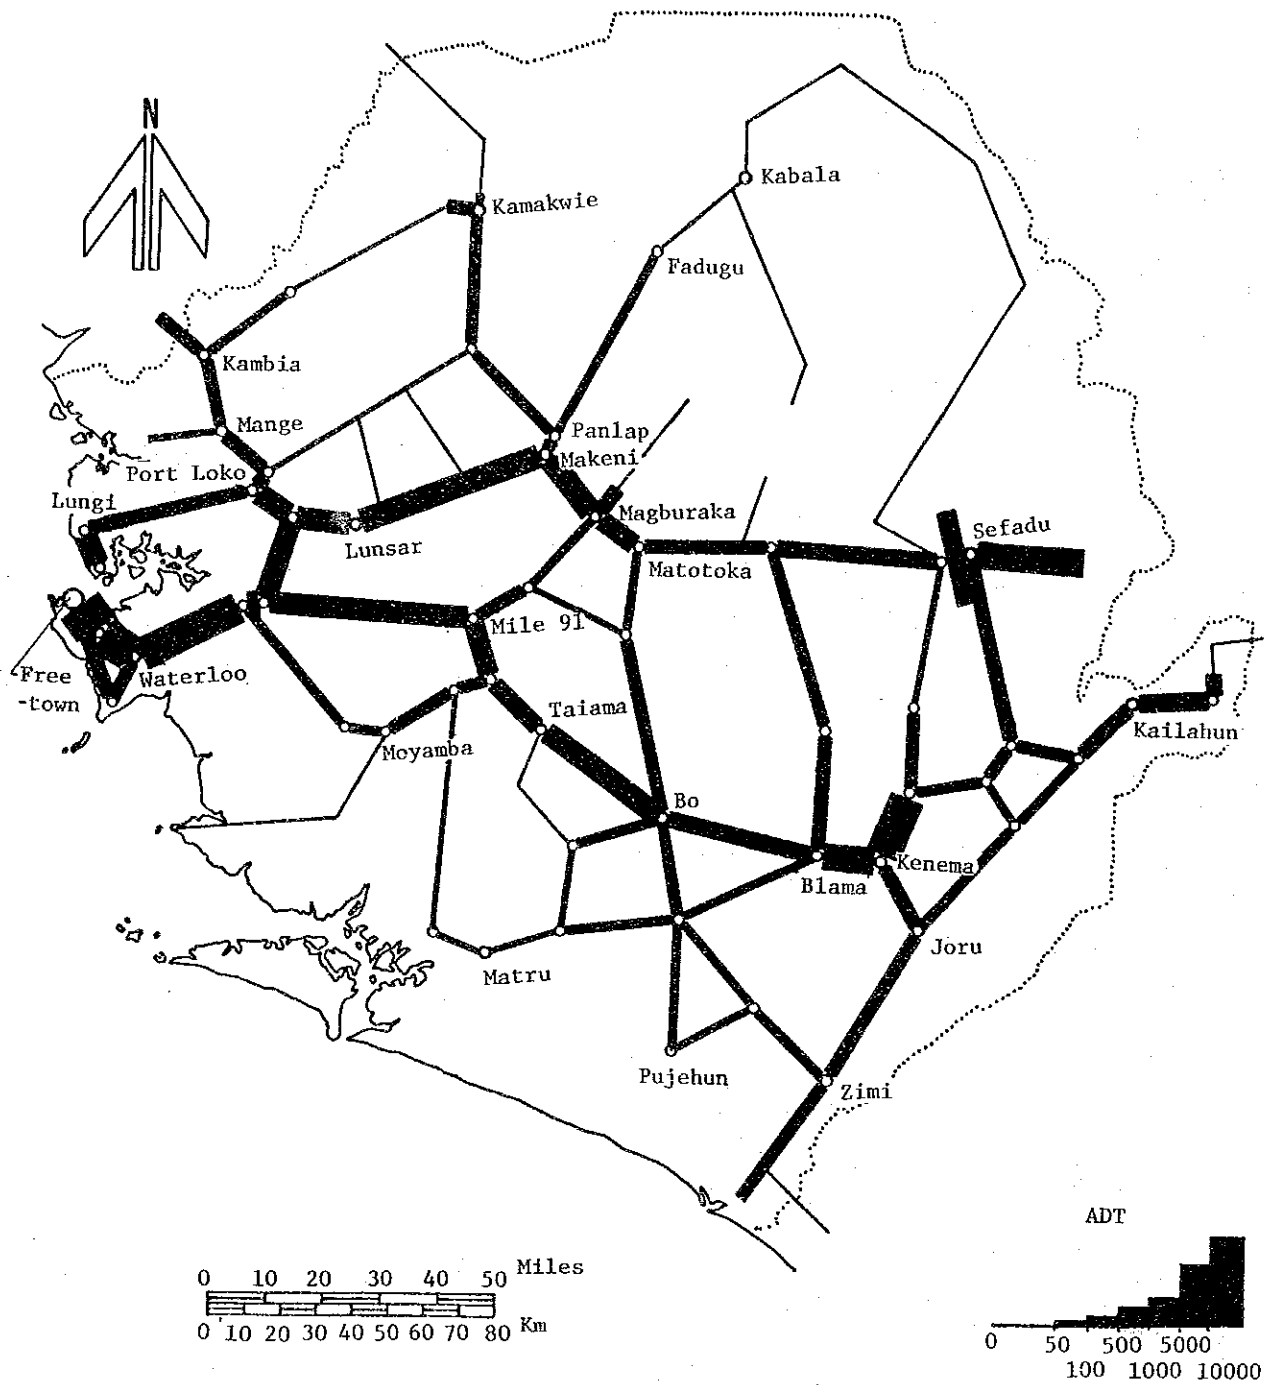 N
Kabala
Kamakwie
Fadugu
Kambia
Mange
Panlap
Port Loko
Makeni
Lungi
Magburaka
Sefadu
Lunsar
Matotoka
Mile 91
Free
-town
Waterloo
Taiama
Kailahun
Moyamba
Bo
Kenema
Blama
Joru
Matru
Pujehun
Zimi
ADT
0 10 20 30 40 50 Miles
0 10 20 30 40 50 60 70 80 Km
0 50 500 5000
100 1000 10000